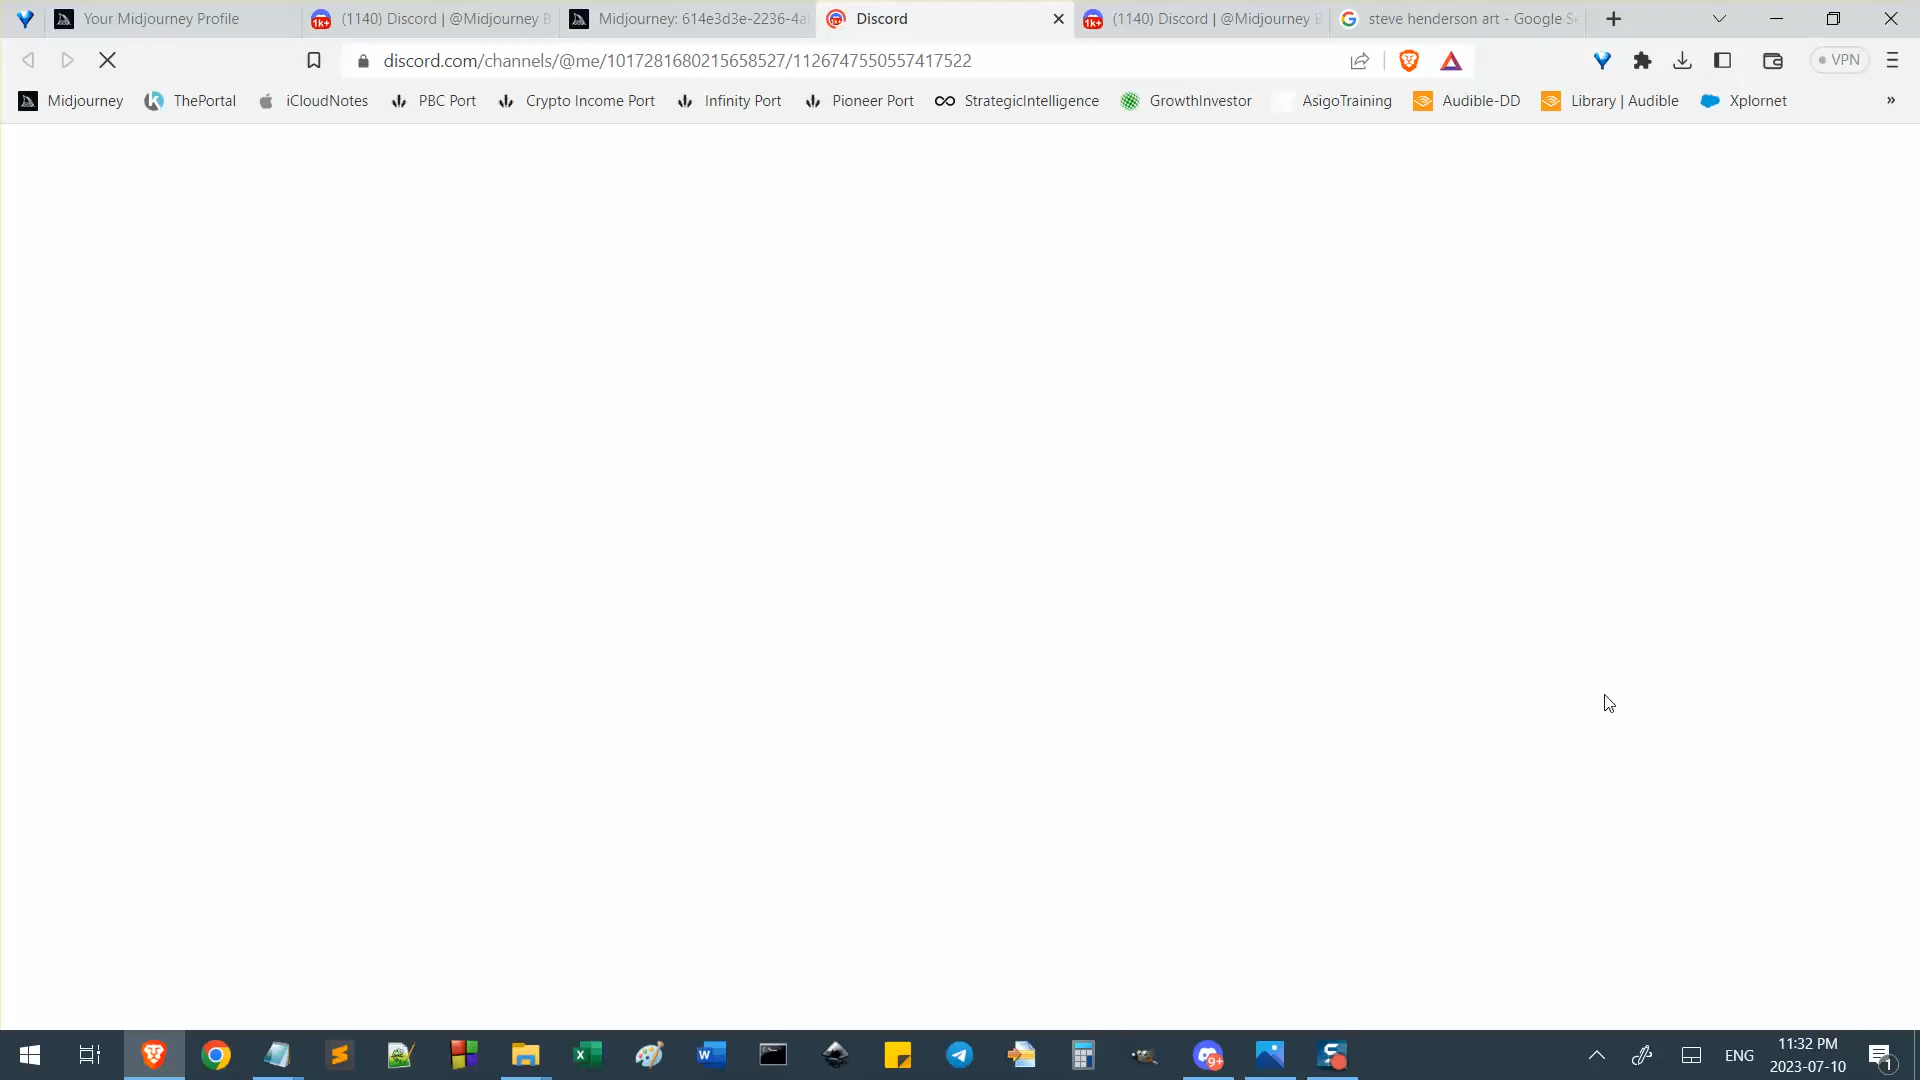 Your Midjourney Profile
(1140) Discord | @Midjourney B
Midjourney: 614e3d3e-2236-4a
Discord
(1140) Discord | @Midjourney B
steve henderson art - Google Se
discord.com/channels/@me/1017281680215658527/1126747550557417522
VPN
Midjourney
ThePortal
iCloudNotes
PBC Port
Crypto Income Port
Infinity Port
Pioneer Port
StrategicIntelligence
GrowthInvestor
AsigoTraining
Audible-DD
Library | Audible
Xplornet
»
ENG
11:32 PM
2023-07-10
1